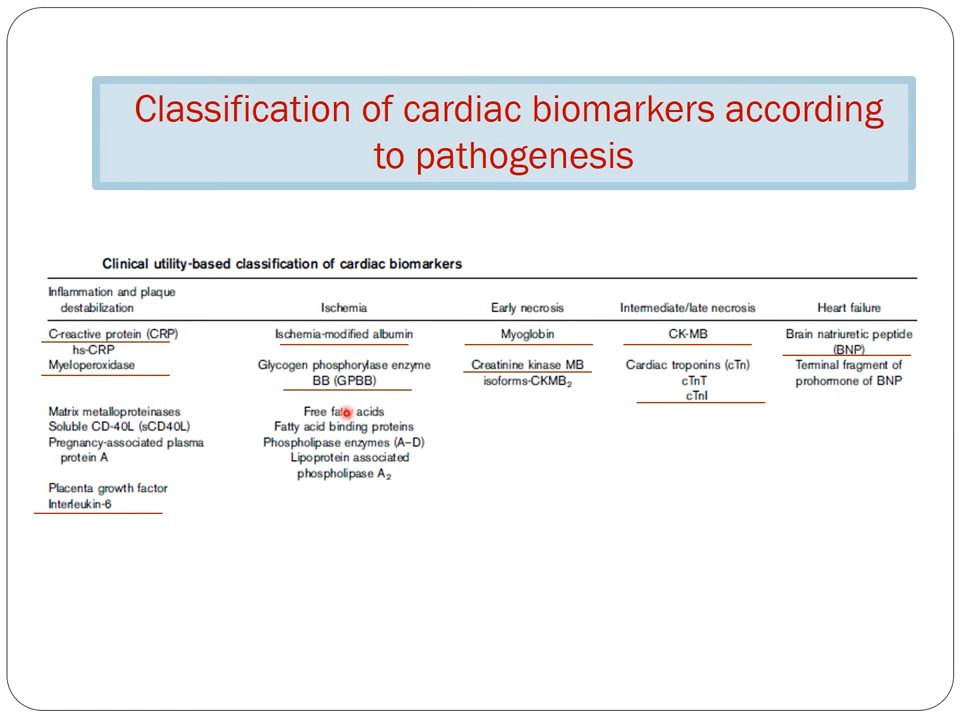 Classification of cardiac biomarkers according
to pathogenesis
Clinical utility-based classification of cardiac biomarkers
Inflammation and plaque
destabilization
Ischemia
Early necrosis
Intermediate/late necrosis
Heart failure
C-reactive protein (CRP)
hs-CRP
Myeloperoxidase
Matrix metalloproteinases
Soluble CD-40L (sCD40L)
Pregnancy-associated plasma
protein A
Placenta growth factor
Interleukin-6
Ischemia-modified albumin
Glycogen phosphorylase enzyme
BB (GPBB)
Free fatty acids
Fatty acid binding proteins
Phospholipase enzymes (A–D)
Lipoprotein associated
phospholipase A₂
Myoglobin
Creatinine kinase MB
isoforms-CKMB₂
CK-MB
Cardiac troponins (cTn)
cTnT
cTnI
Brain natriuretic peptide
(BNP)
Terminal fragment of
prohormone of BNP